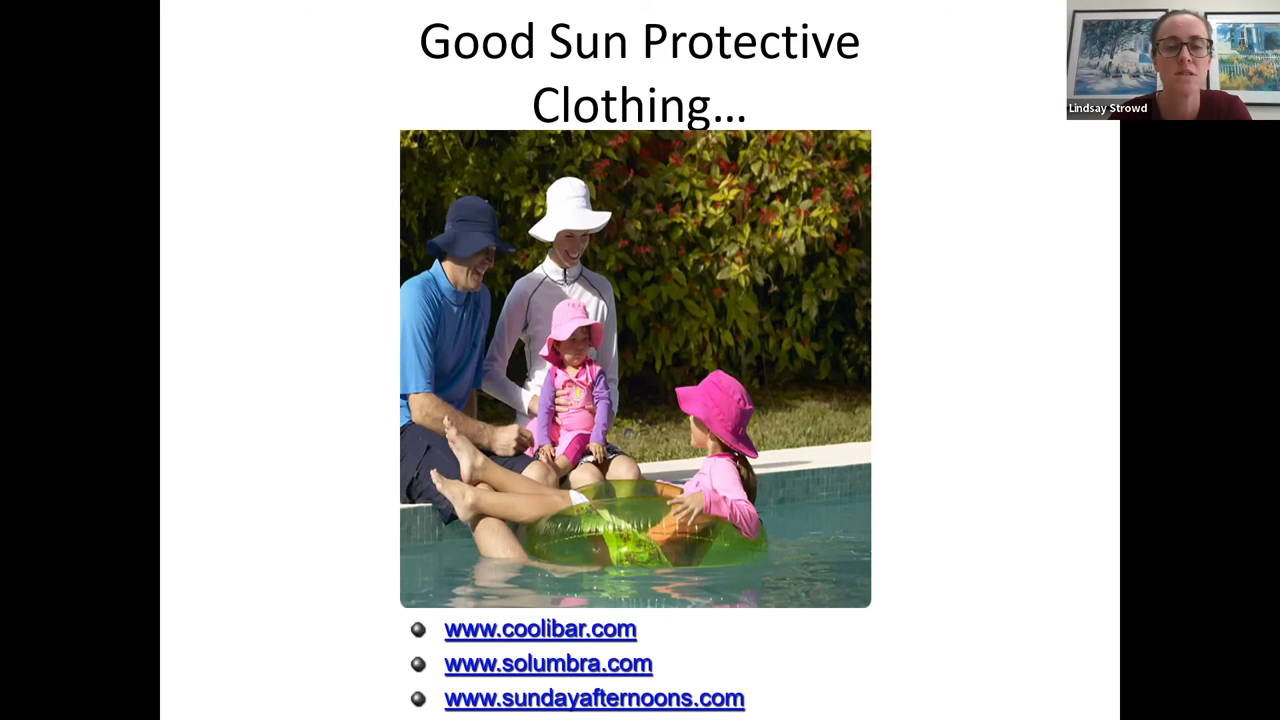 Good Sun Protective
Clothing...
Lindsay Strowd
www.coolibar.com
www.solumbra.com
www.sundayafternoons.com